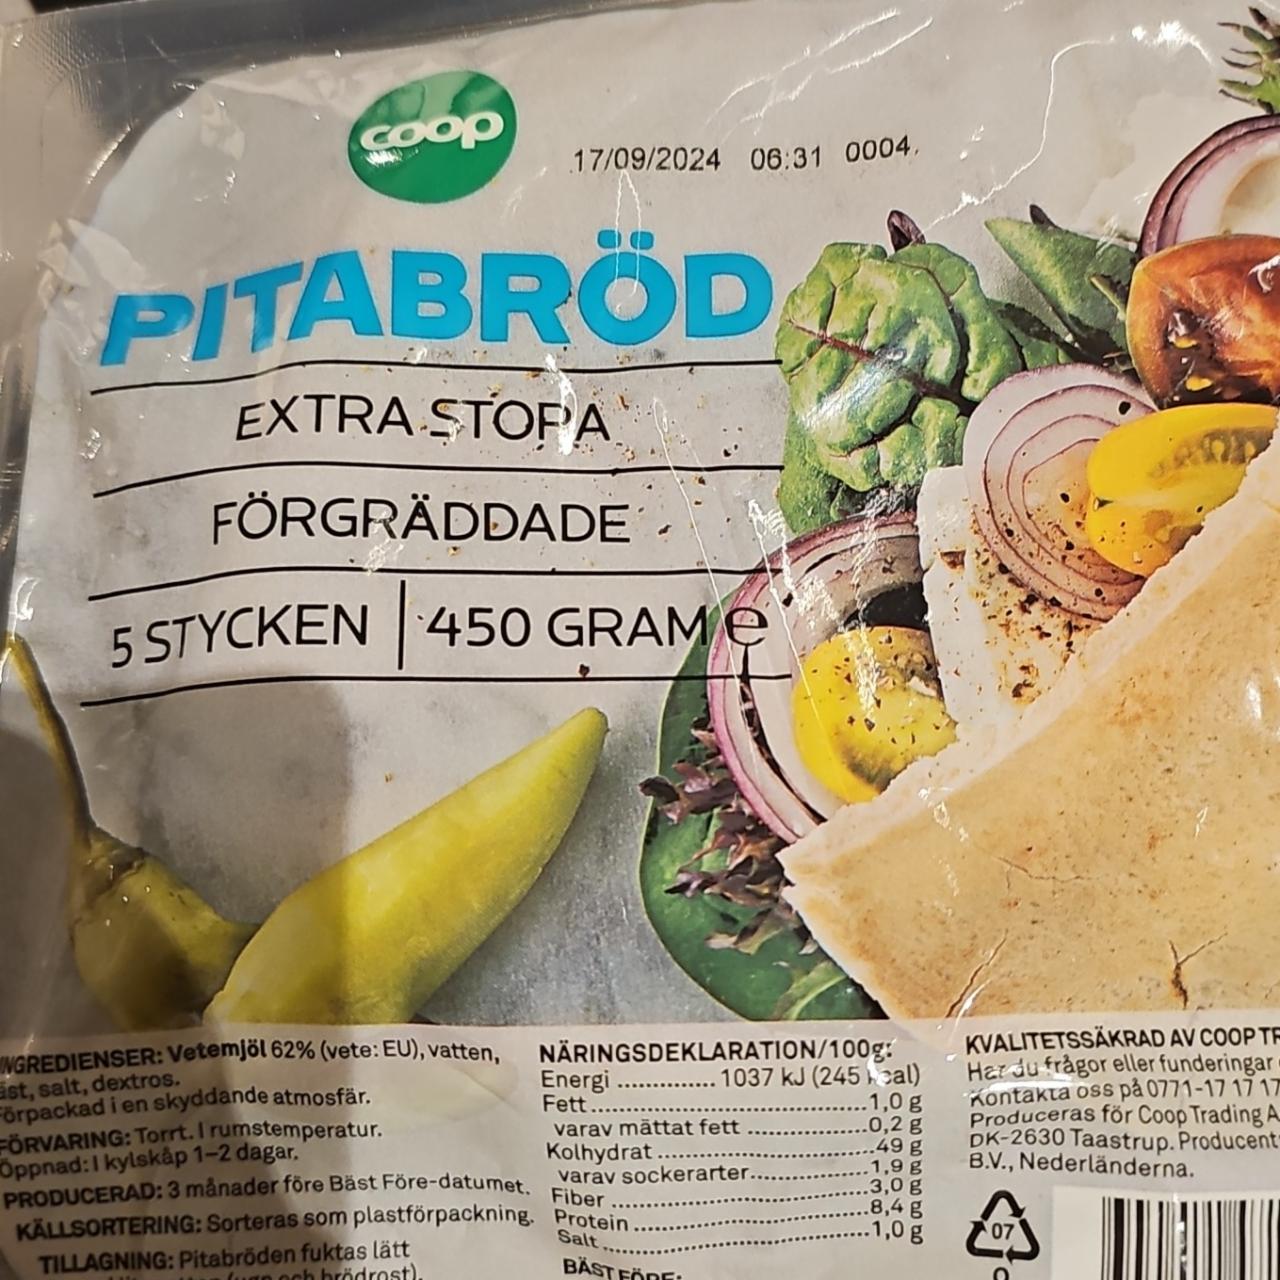 coop
17/09/2024 06:31 0004
PITABRÖD
EXTRA STORA
FÖRGRÄDDADE
5 STYCKEN | 450 GRAM e
INGREDIENSER: Vetemjöl 62% (vete: EU), vatten,
salt, dextros.
Förpackad i en skyddande atmosfär.
FÖRVARING: Torrt. I rumstemperatur.
Öppnad: I kylskåp 1–2 dagar.
PRODUCERAD: 3 månader före Bäst Före-datumet.
KÄLLSORTERING: Sorteras som plastförpackning.
TILLAGNING: Pitabröden fuktas lätt
NÄRINGSDEKLARATION/100g:
Energi ............... 1037 kJ (245 kcal)
Fett ............... 1,0 g
varav mättat fett ............... 0,2 g
Kolhydrat ............... 49 g
varav sockerarter ............... 1,9 g
Fiber ............... 3,0 g
Protein ............... 8,4 g
Salt ............... 1,0 g
BÄST FÖRE:
KVALITETSSÄKRAD AV COOP
Har du frågor eller funderingar
Kontakta oss på 0771-17 17 17
Produceras för Coop Trading
DK-2630 Taastrup. Producent
B.V., Nederländerna.
07